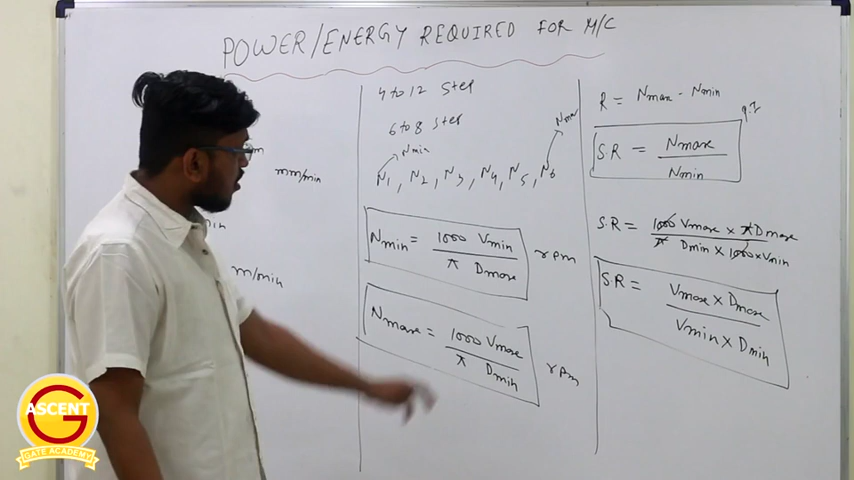 POWER/ENERGY REQUIRED FOR M/C
mm/min
m/min
4 to 12 step
6 to 8 step
Nmin
Nmax
N1, N2, N3, N4, N5, N6
Nmin = 1000 Vmin / π Dmax rpm
Nmax = 1000 Vmax / π Dmin rpm
R = Nmax - Nmin
S.R = Nmax / Nmin
S.R = 1000 Vmax × π Dmax / π Dmin × 1000 × Vmin
S.R = Vmax × Dmax / Vmin × Dmin
ASCENT
G
GATE ACADEMY